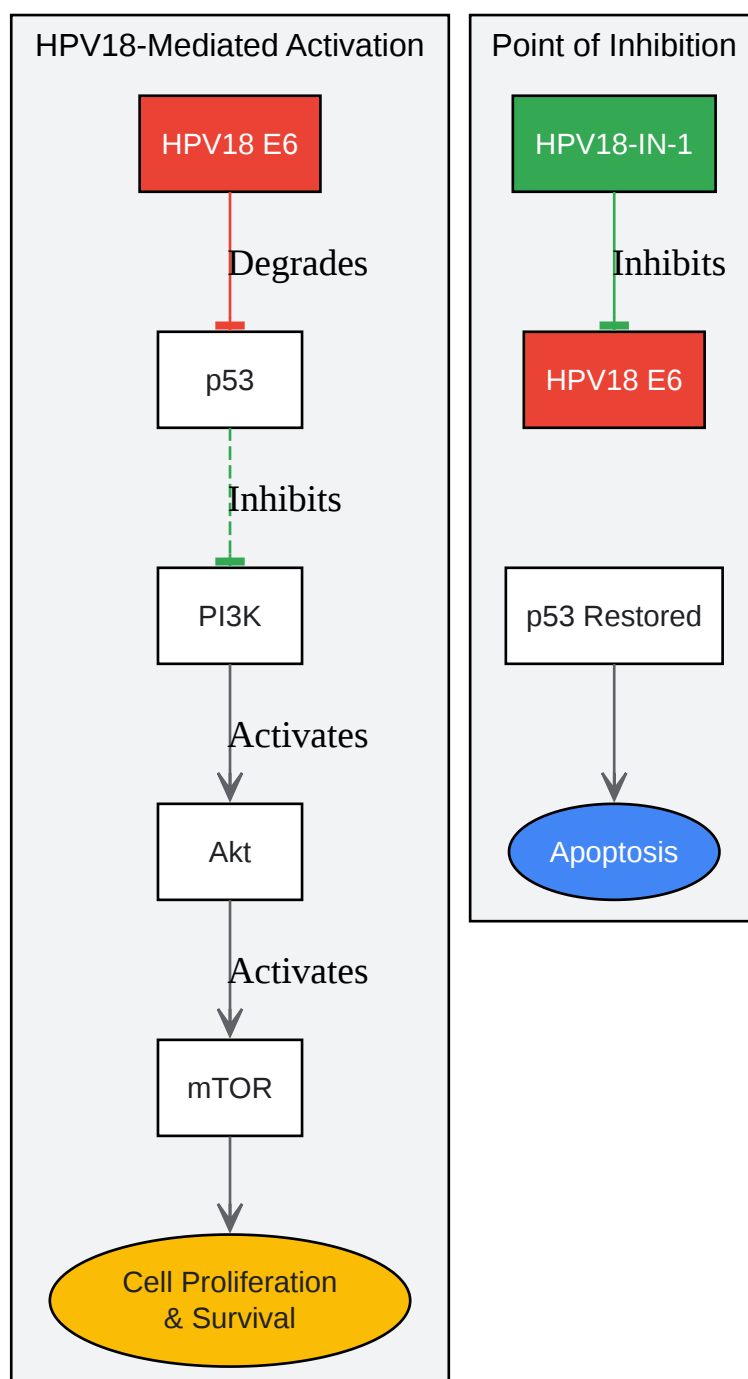 HPV18-Mediated Activation
HPV18 E6
Degrades
p53
Inhibits
PI3K
Activates
Akt
Activates
mTOR
Cell Proliferation
& Survival
Point of Inhibition
HPV18-IN-1
Inhibits
HPV18 E6
p53 Restored
Apoptosis